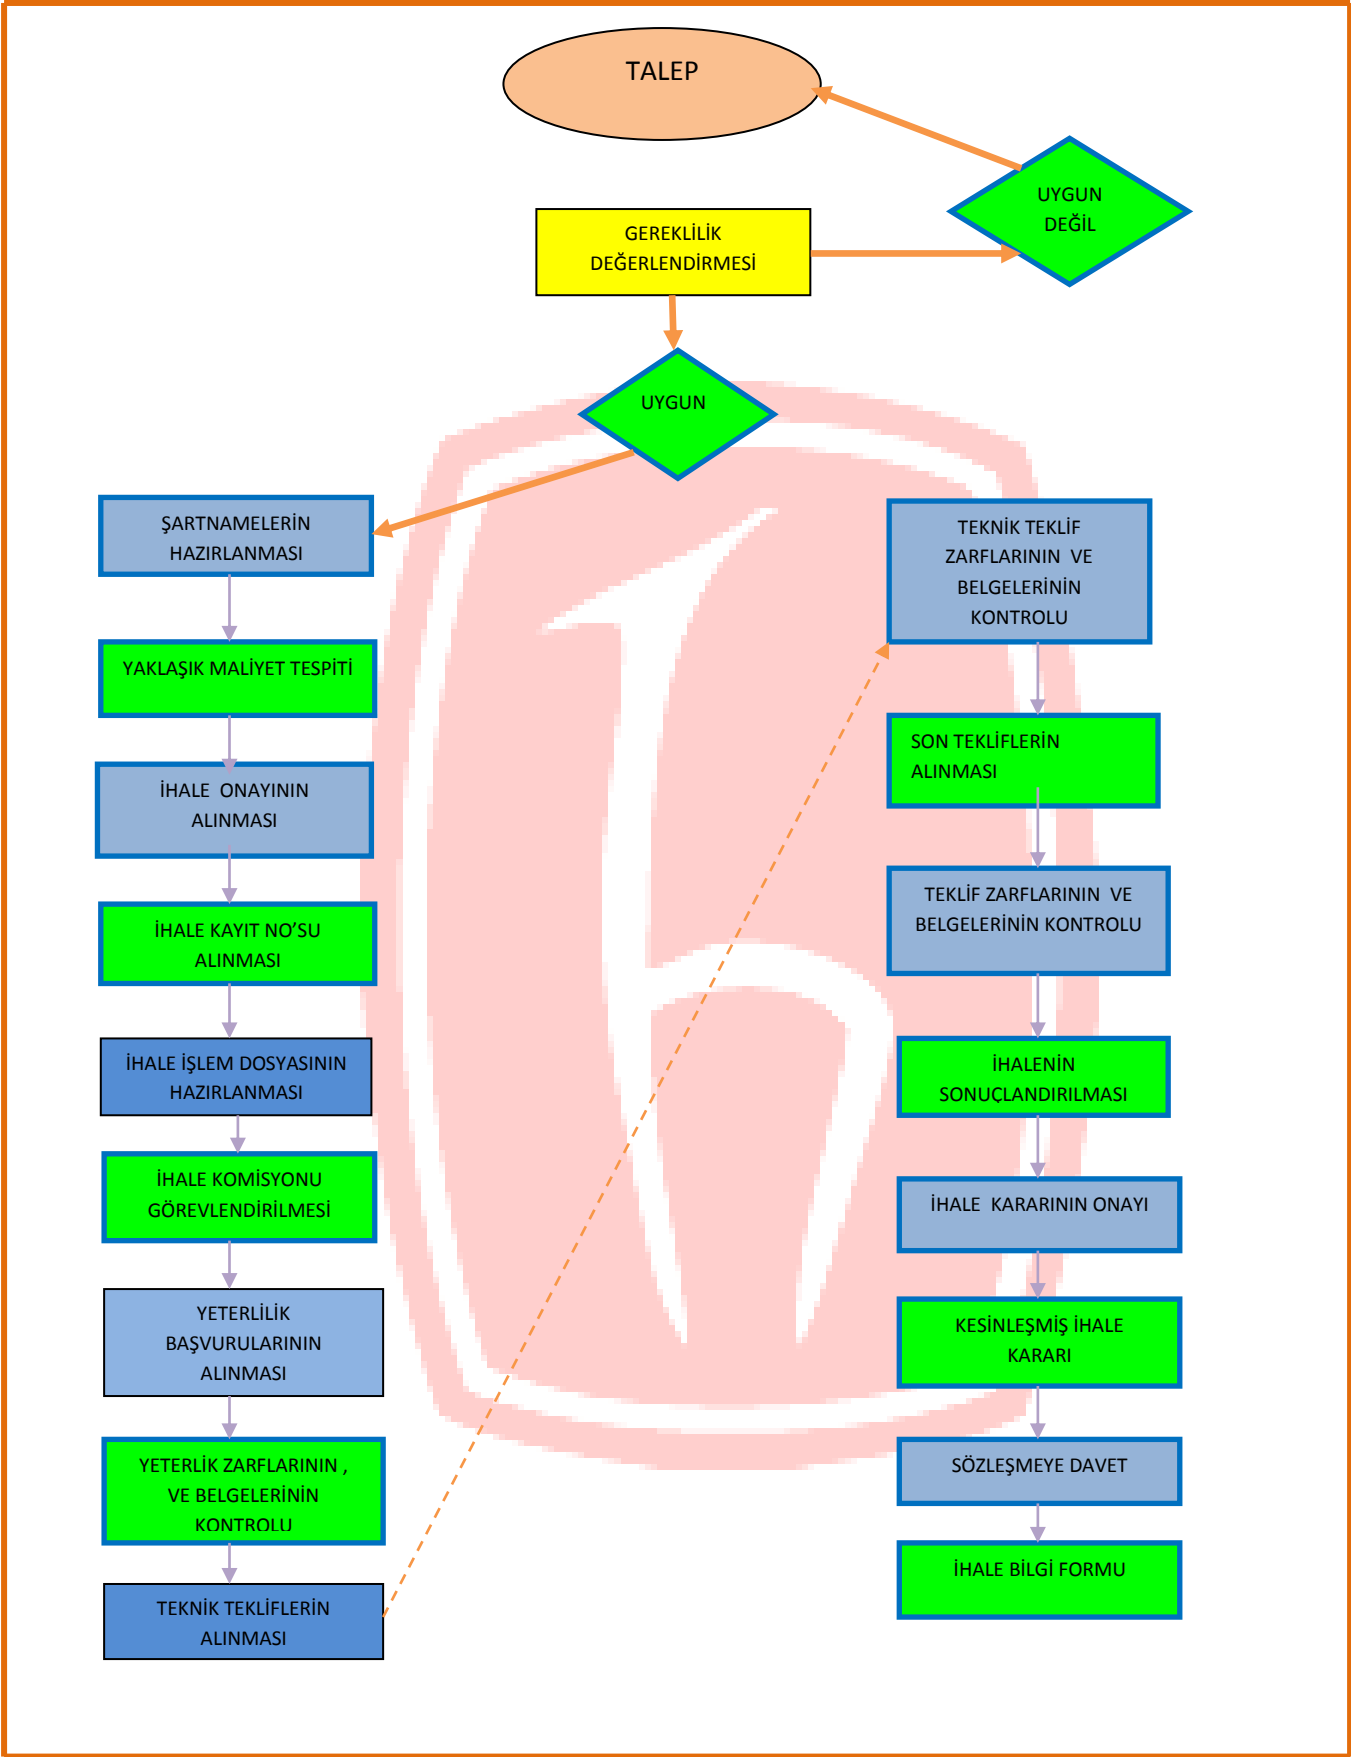 TALEP
UYGUN
DEĞİL
GEREKLİLİK
DEĞERLENDİRMESİ
UYGUN
ŞARTNAMELERİN
HAZIRLANMASI
YAKLAŞIK MALİYET TESPİTİ
İHALE  ONAYININ
ALINMASI
İHALE KAYIT NO’SU
ALINMASI
İHALE İŞLEM DOSYASININ
HAZIRLANMASI
İHALE KOMİSYONU
GÖREVLENDİRİLMESİ
YETERLİLİK
BAŞVURULARININ
ALINMASI
YETERLİK ZARFLARININ ,
VE BELGELERİNİN
KONTROLU
TEKNİK TEKLİFLERİN
ALINMASI
TEKNİK TEKLİF
ZARFLARININ  VE
BELGELERİNİN
KONTROLU
SON TEKLİFLERİN
ALINMASI
TEKLİF ZARFLARININ  VE
BELGELERİNİN KONTROLU
İHALENİN
SONUÇLANDIRILMASI
İHALE  KARARININ ONAYI
KESİNLEŞMİŞ İHALE
KARARI
SÖZLEŞMEYE DAVET
İHALE BİLGİ FORMU